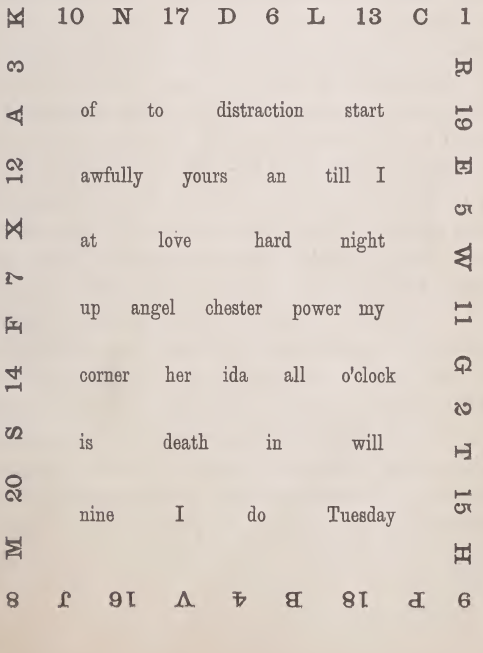 K 10 N 17 D 6 L 13 C 1
R 19 E 5 W 11 G 2 T 15 H
of to distraction start
awfully yours an till I
at love hard night
up angel chester power my
corner her ida all o'clock
is death in will
nine I do Tuesday
9 P 18 B 4 V 16 J 8
M 20 S 14 F 7 X 12 A 3